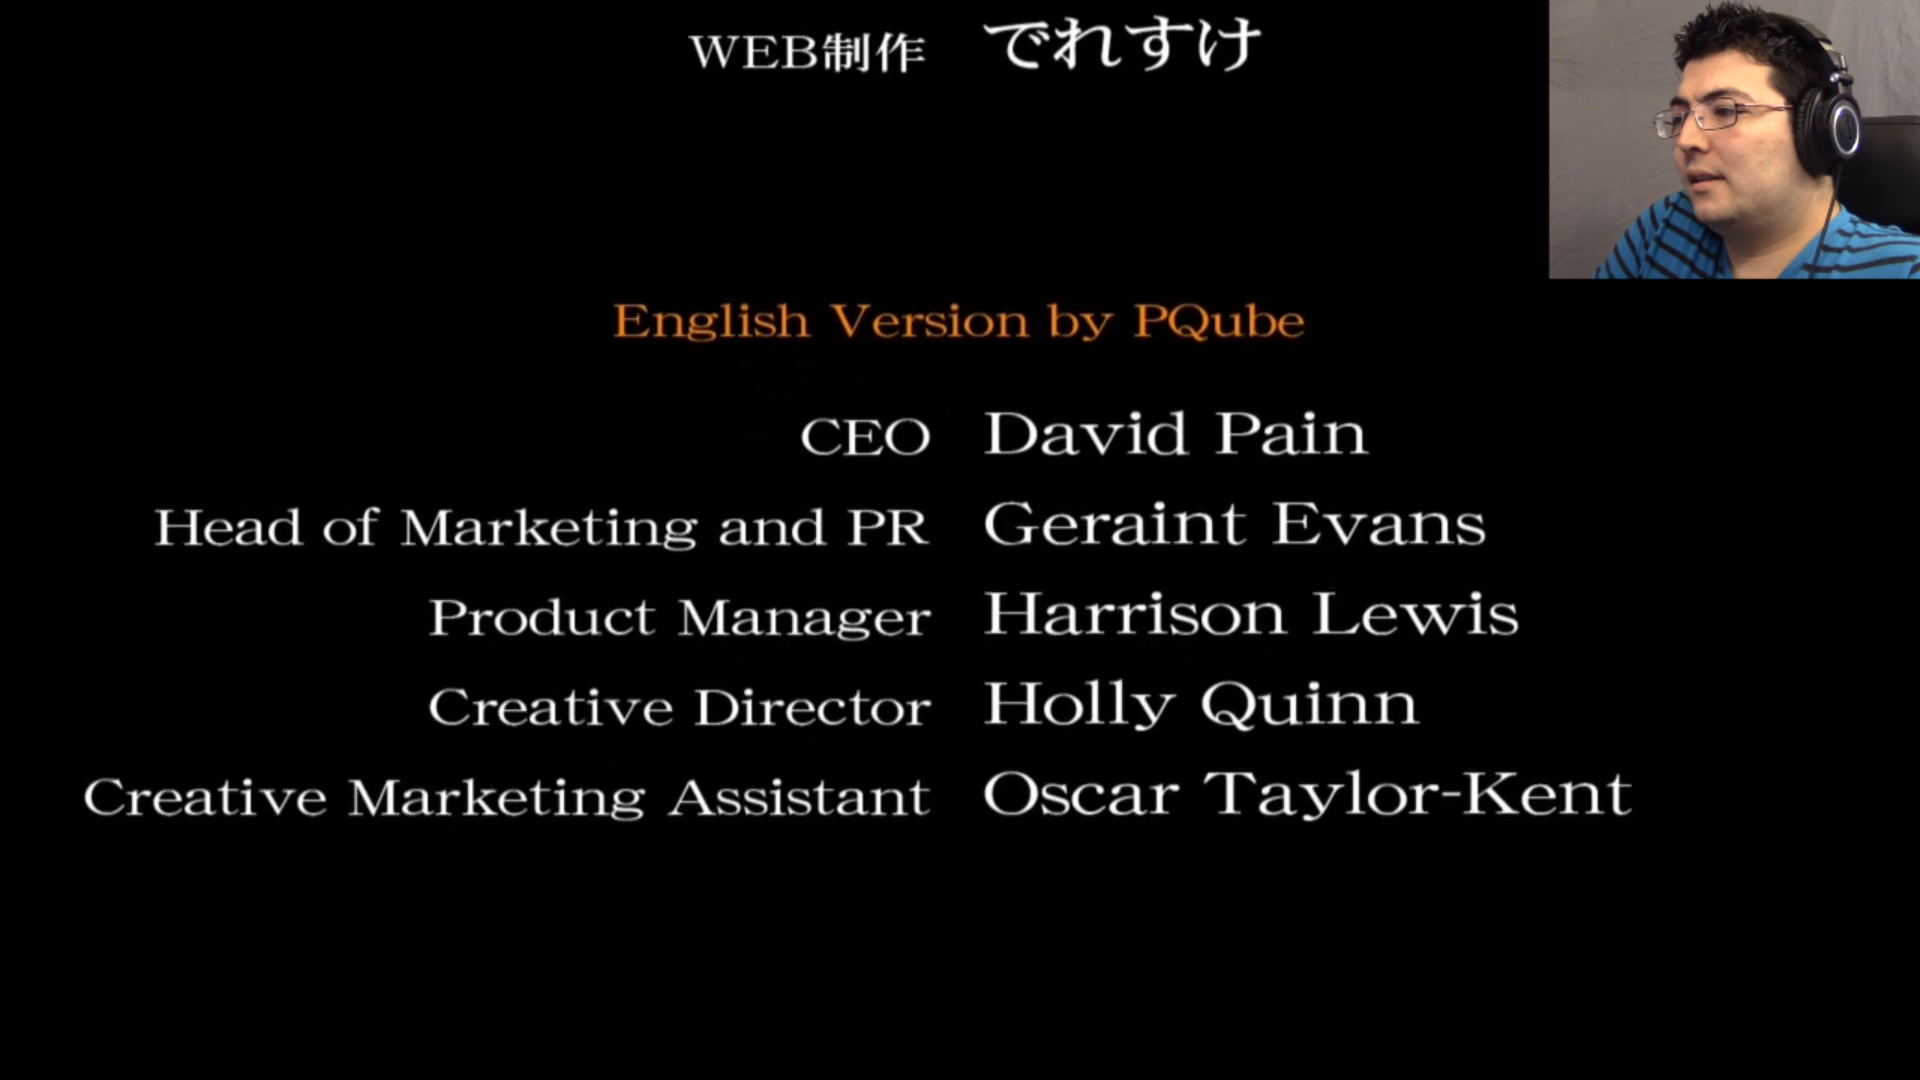 WEB制作 でれすけ
English Version by PQube
CEO David Pain
Head of Marketing and PR Geraint Evans
Product Manager Harrison Lewis
Creative Director Holly Quinn
Creative Marketing Assistant Oscar Taylor-Kent